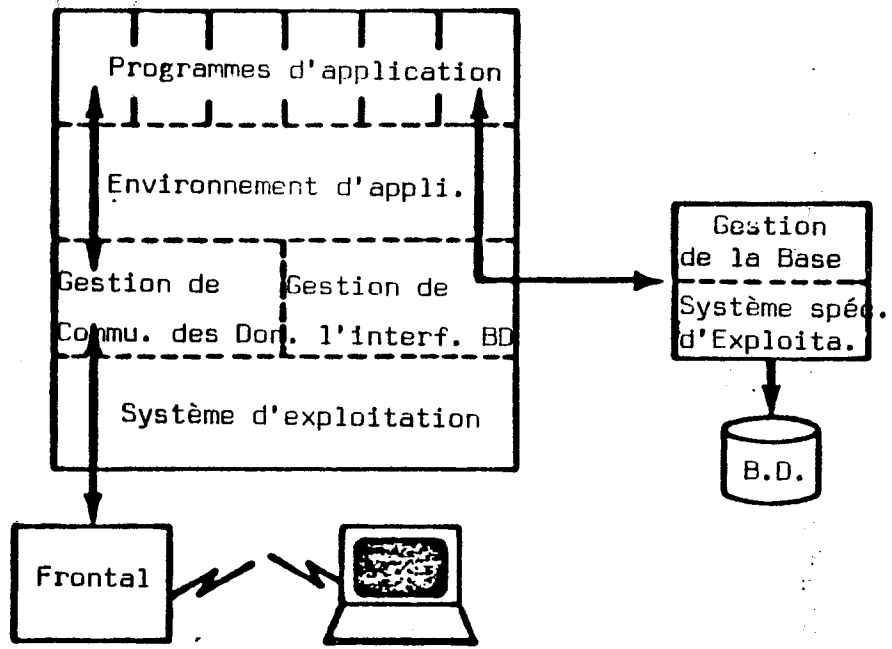 Programmes d'application
Environnement d'appli.
Gestion de
Commu. des Don.
Gestion de
l'interf. BD
Système d'exploitation
Gestion
de la Base
Système spéc.
d'Exploita.
B.D.
Frontal